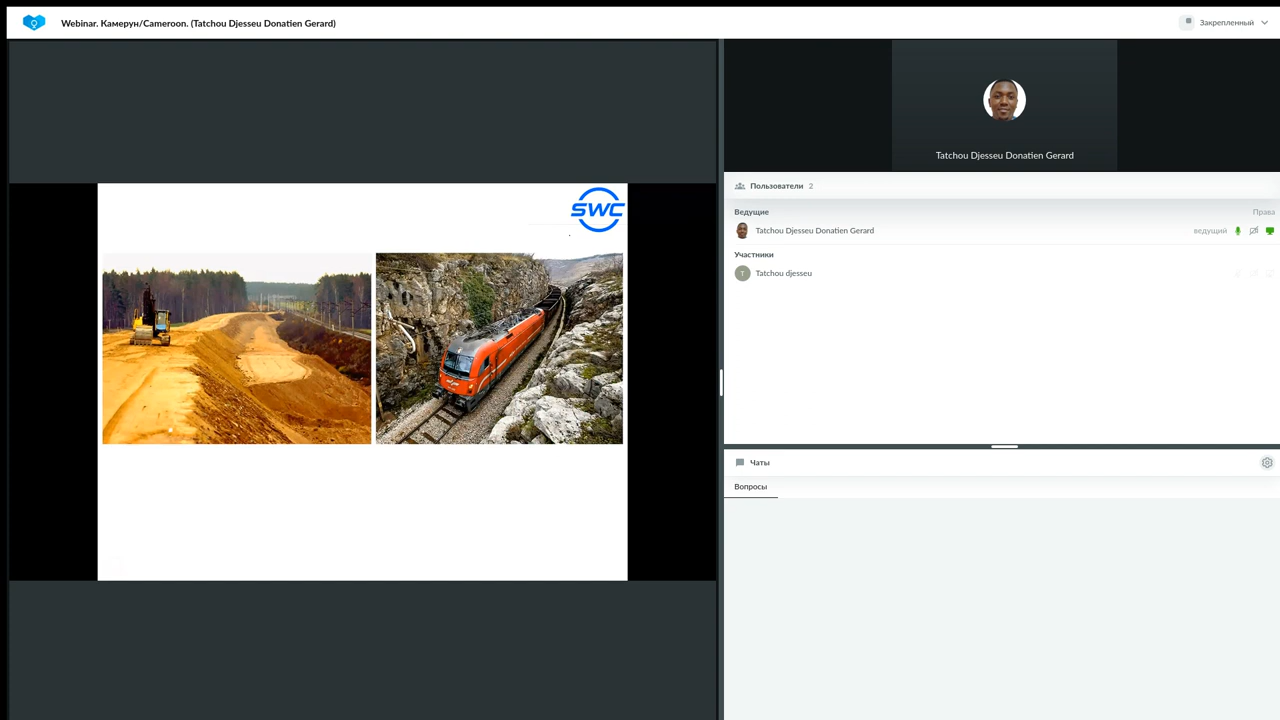 Webinar. Камерун/Cameroon. (Tatchou Djesseu Donatien Gerard)
Закрепленный
SWC
Tatchou Djesseu Donatien Gerard
Пользователи 2
Ведущие Права
Tatchou Djesseu Donatien Gerard ведущий
Участники
T Tatchou djesseu
Чаты
Вопросы